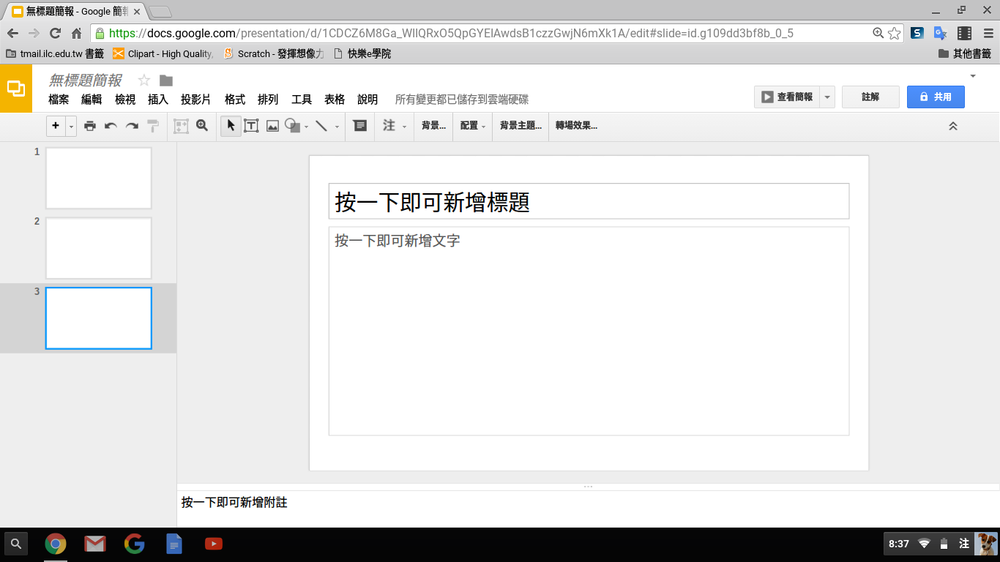 無標題簡報 - Google 簡報
https://docs.google.com/presentation/d/1CDCZ6M8Ga_WIIQRxO5QpGYEIAwdsB1czzGwjN6mXk1A/edit#slide=id.g109dd3bf8b_0_5
tmail.ilc.edu.tw 書籤 Clipart - High Quality, Scratch - 發揮想像力 快樂e學院 其他書籤
無標題簡報
檔案 編輯 檢視 插入 投影片 格式 排列 工具 表格 說明 所有變更都已儲存到雲端硬碟
查看簡報 註解 共用
注 背景... 配置 背景主題... 轉場效果...
1
2
3
按一下即可新增標題
按一下即可新增文字
按一下即可新增附註
8:37 注